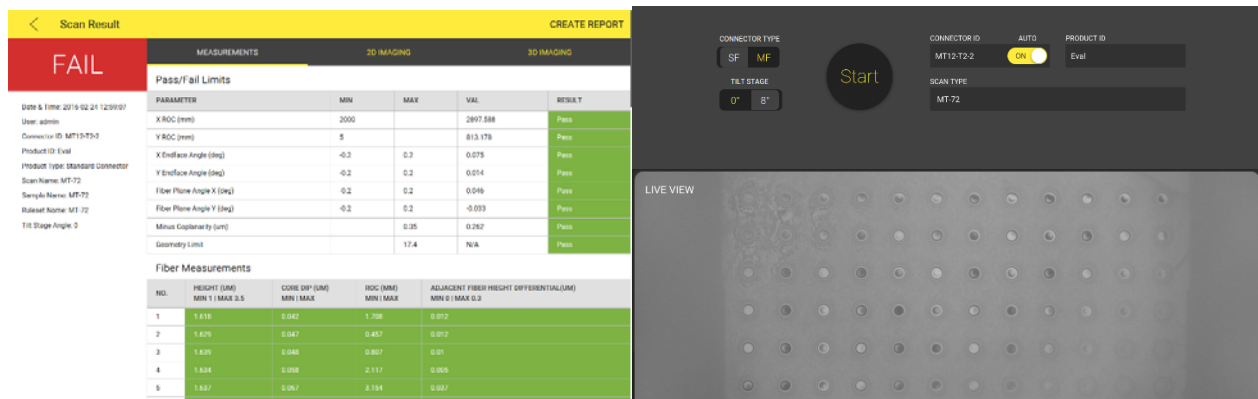 Scan Result
CREATE REPORT
FAIL
Date & Time: 2016-02-24 12:59:07
User: admin
Connector ID: MT12-T2-2
Product ID: Eval
Product Type: Standard Connector
Scan Name: MT-72
Sample Name: MT-72
Ruleset Name: MT-72
Tilt Stage Angle: 0
MEASUREMENTS 2D IMAGING 3D IMAGING
Pass/Fail Limits
PARAMETER MIN MAX VAL RESULT
X ROC (mm) 2000 2897.588 Pass
Y ROC (mm) 5 813.178 Pass
X Endface Angle (deg) -0.2 0.2 0.075 Pass
Y Endface Angle (deg) -0.2 0.2 0.014 Pass
Fiber Plane Angle X (deg) -0.2 0.2 0.046 Pass
Fiber Plane Angle Y (deg) -0.2 0.2 -0.033 Pass
Minus Coplanarity (um) 0.35 0.262 Pass
Geometry Limit 17.4 N/A Pass
Fiber Measurements
NO. HEIGHT (UM) CORE DIP (UM) ROC (MM) ADJACENT FIBER HIEGHT DIFFERENTIAL(UM)
MIN 1 | MAX 3.5 MIN | MAX MIN | MAX MIN 0 | MAX 0.3
1 1.618 0.042 1.708 0.012
2 1.629 0.047 0.457 0.012
3 1.639 0.048 0.807 0.01
4 1.634 0.058 2.117 0.005
5 1.637 0.067 3.154 0.037
CONNECTOR TYPE
SF MF
TILT STAGE
0° 8°
Start
CONNECTOR ID AUTO PRODUCT ID
MT12-T2-2 ON Eval
SCAN TYPE
MT-72
LIVE VIEW